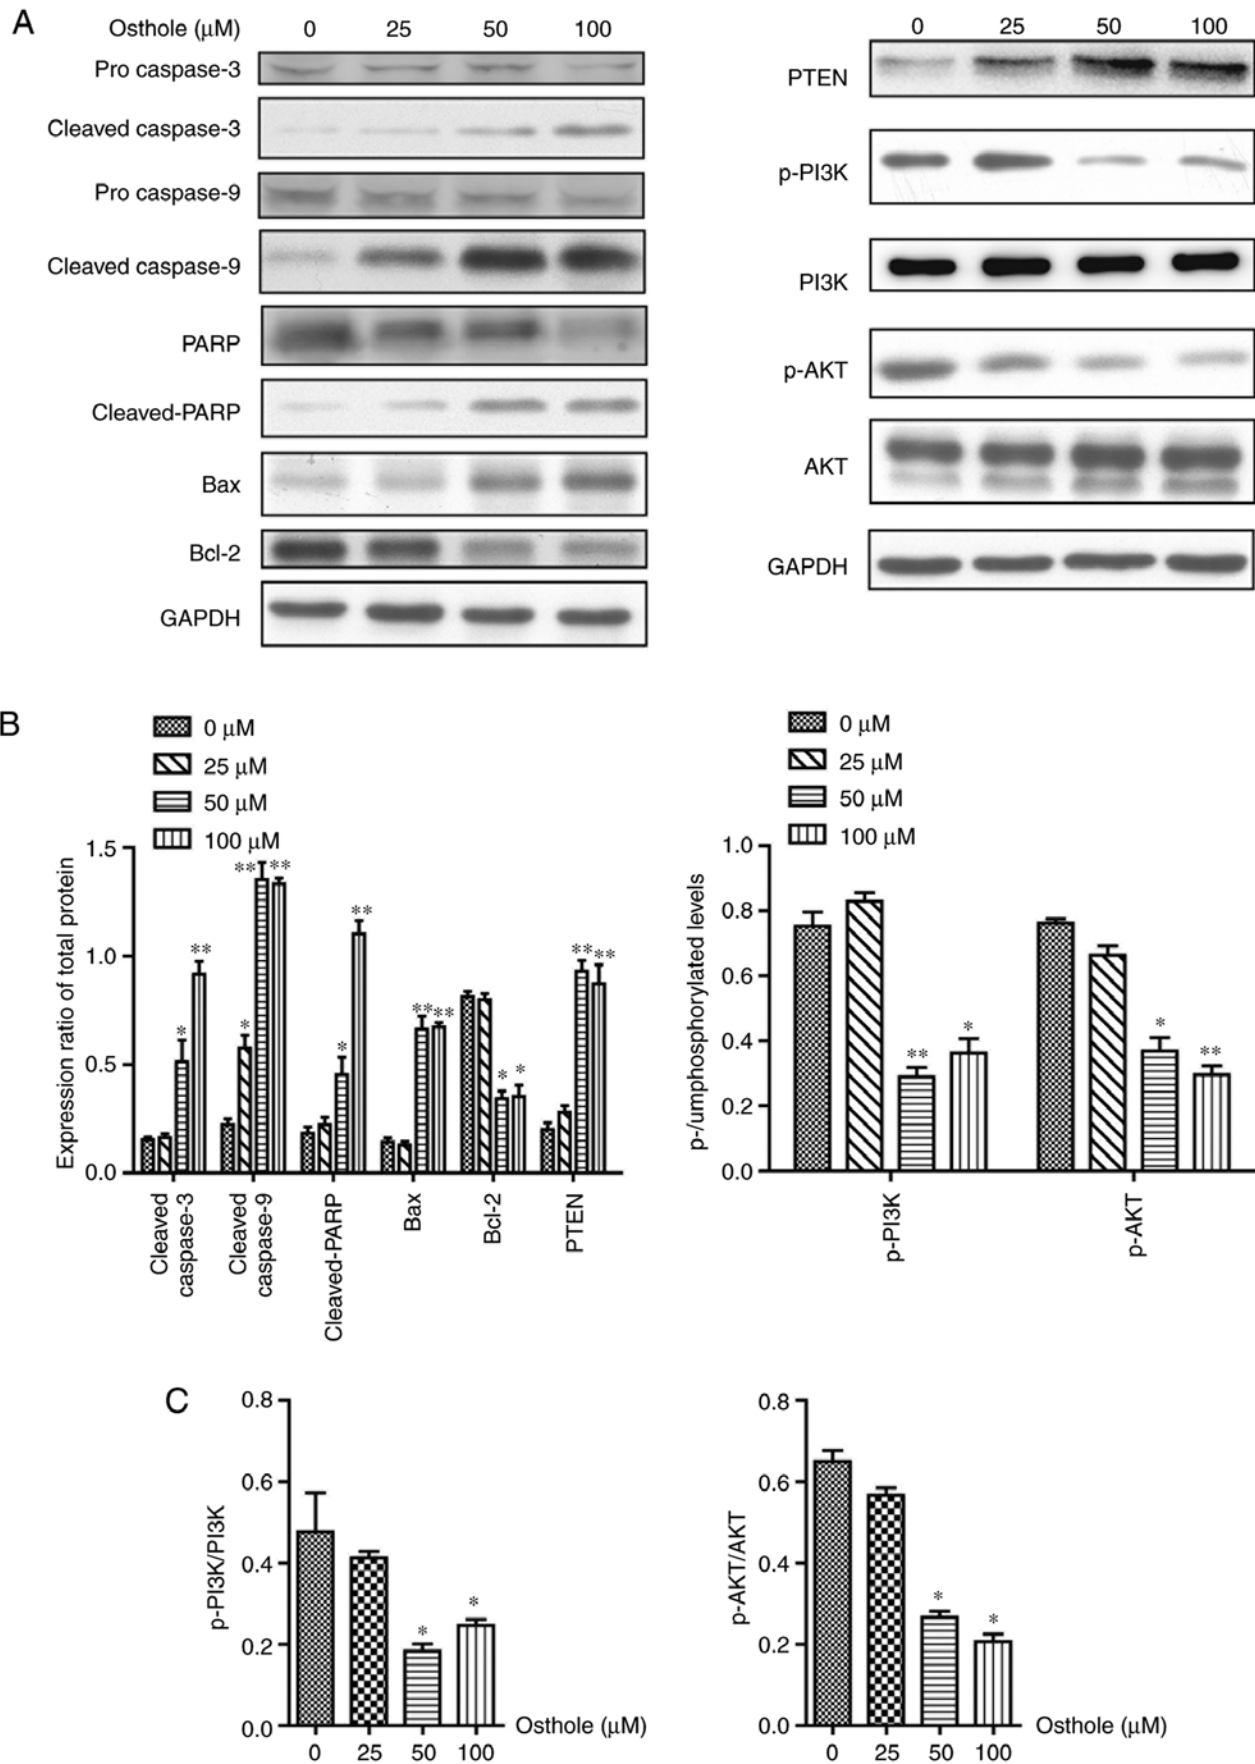 A
Osthole (μM) 0 25 50 100
Pro caspase-3
Cleaved caspase-3
Pro caspase-9
Cleaved caspase-9
PARP
Cleaved-PARP
Bax
Bcl-2
GAPDH
0 25 50 100
PTEN
p-PI3K
PI3K
p-AKT
AKT
GAPDH
B
0 μM
25 μM
50 μM
100 μM
Expression ratio of total protein
1.5
1.0
0.5
0.0
* **
* ** **
* **
** **
* *
** **
Cleaved
caspase-3
Cleaved
caspase-9
Cleaved-PARP
Bax
Bcl-2
PTEN
0 μM
25 μM
50 μM
100 μM
p-/umphosphorylated levels
1.0
0.8
0.6
0.4
0.2
0.0
** *
* **
p-PI3K
p-AKT
C
p-PI3K/PI3K
0.8
0.6
0.4
0.2
0.0
* *
0 25 50 100
Osthole (μM)
p-AKT/AKT
0.8
0.6
0.4
0.2
0.0
* *
0 25 50 100
Osthole (μM)